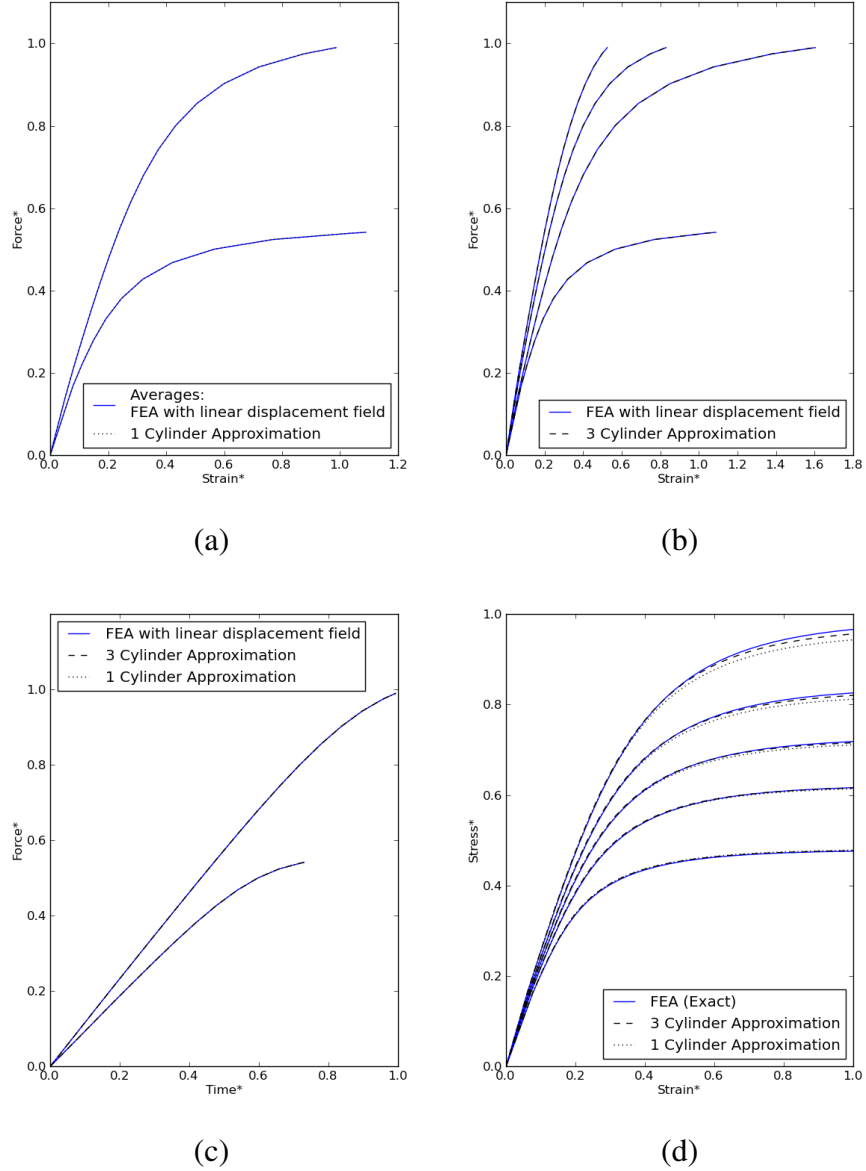 1.0
0.8
0.6
0.4
0.2
0.0
Force*
0.0 0.2 0.4 0.6 0.8 1.0 1.2
Strain*
Averages:
FEA with linear displacement field
1 Cylinder Approximation
(a)
1.0
0.8
0.6
0.4
0.2
0.0
Force*
0.0 0.2 0.4 0.6 0.8 1.0 1.2 1.4 1.6 1.8
Strain*
FEA with linear displacement field
3 Cylinder Approximation
(b)
FEA with linear displacement field
3 Cylinder Approximation
1 Cylinder Approximation
1.0
0.8
0.6
0.4
0.2
0.0
Force*
0.0 0.2 0.4 0.6 0.8 1.0
Time*
(c)
1.0
0.8
0.6
0.4
0.2
0.0
Stress*
0.0 0.2 0.4 0.6 0.8 1.0
Strain*
FEA (Exact)
3 Cylinder Approximation
1 Cylinder Approximation
(d)